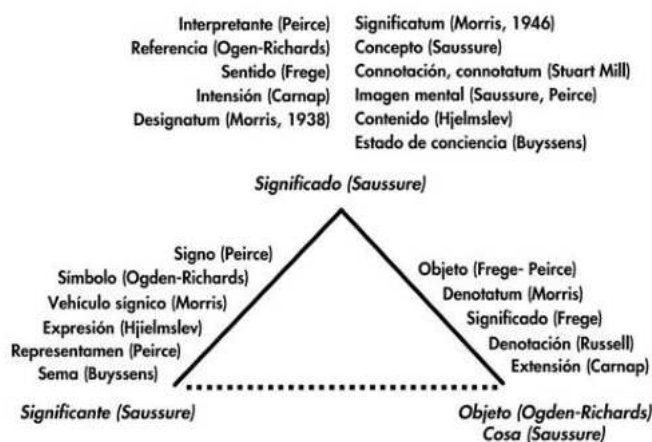 Interpretante (Peirce)
Referencia (Ogen-Richards)
Sentido (Frege)
Intensión (Carnap)
Designatum (Morris, 1938)
Significatum (Morris, 1946)
Concepto (Saussure)
Connotación, connotatum (Stuart Mill)
Imagen mental (Saussure, Peirce)
Contenido (Hjelmslev)
Estado de conciencia (Buyssens)
Significado (Saussure)
Signo (Peirce)
Símbolo (Ogden-Richards)
Vehículo sígnico (Morris)
Expresión (Hjielmslev)
Representamen (Peirce)
Sema (Buyssens)
Significante (Saussure)
Objeto (Frege- Peirce)
Denotatum (Morris)
Significado (Frege)
Denotación (Russell)
Extensión (Carnap)
Objeto (Ogden-Richards)
Cosa (Saussure)